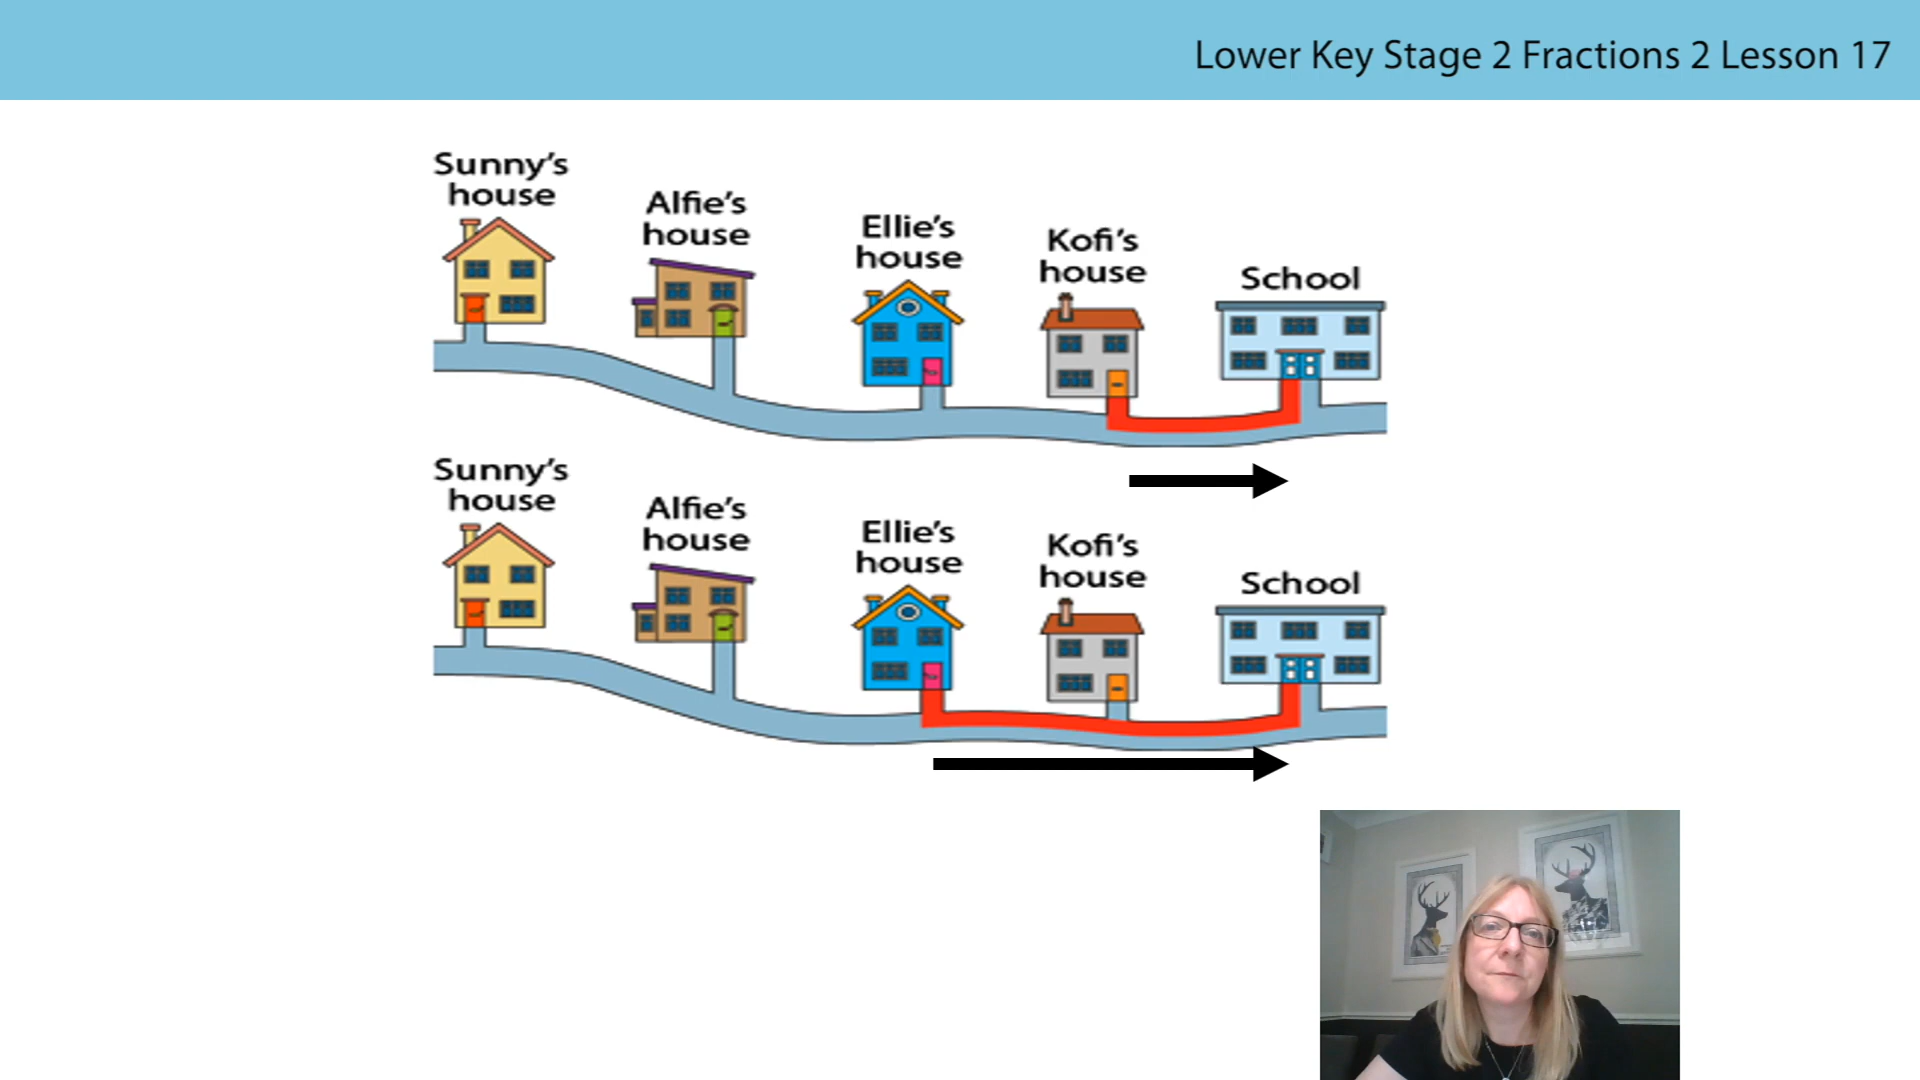 Lower Key Stage 2 Fractions 2 Lesson 17
Sunny's
house
Alfie's
house
Ellie's
house
Kofi's
house
School
Sunny's
house
Alfie's
house
Ellie's
house
Kofi's
house
School